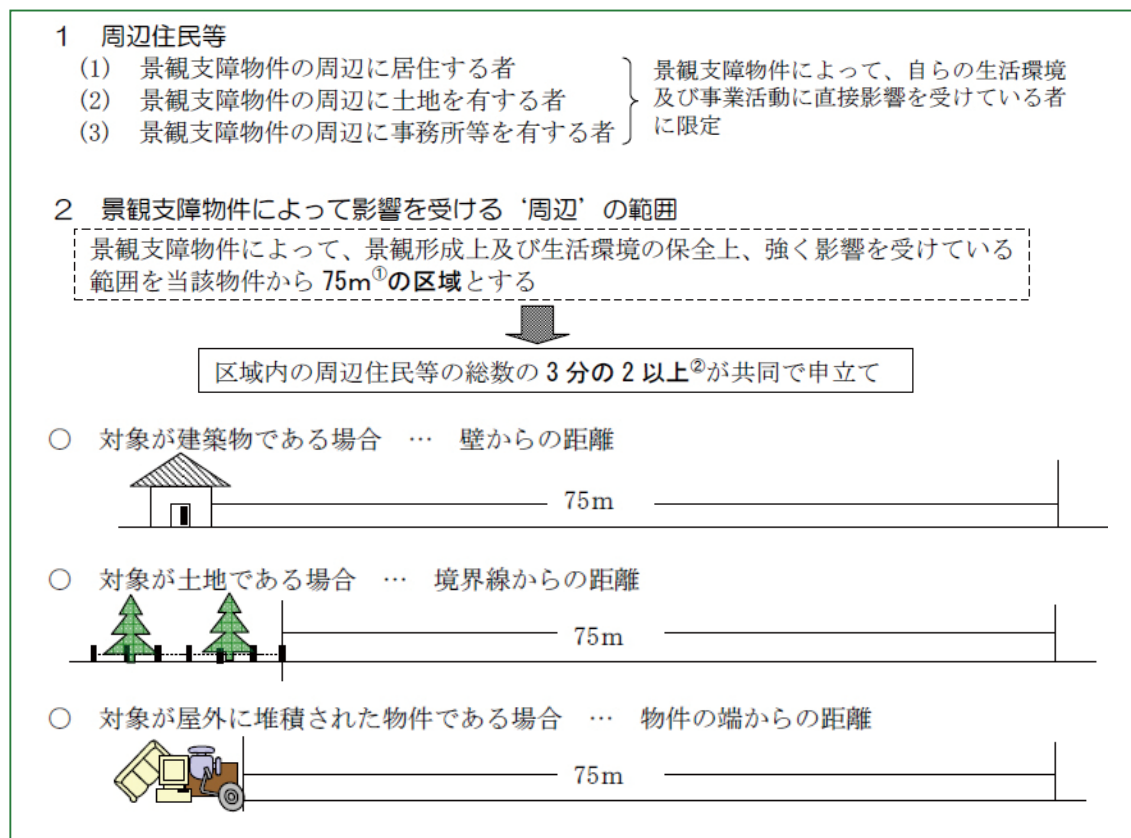 1 周辺住民等
(1) 景観支障物件の周辺に居住する者
(2) 景観支障物件の周辺に土地を有する者
(3) 景観支障物件の周辺に事務所等を有する者
景観支障物件によって、自らの生活環境
及び事業活動に直接影響を受けている者
に限定
2 景観支障物件によって影響を受ける‘周辺’の範囲
景観支障物件によって、景観形成上及び生活環境の保全上、強く影響を受けている
範囲を当該物件から 75m①の区域とする
区域内の周辺住民等の総数の 3 分の 2 以上②が共同で申立て
○ 対象が建築物である場合 … 壁からの距離
75m
○ 対象が土地である場合 … 境界線からの距離
75m
○ 対象が屋外に堆積された物件である場合 … 物件の端からの距離
75m